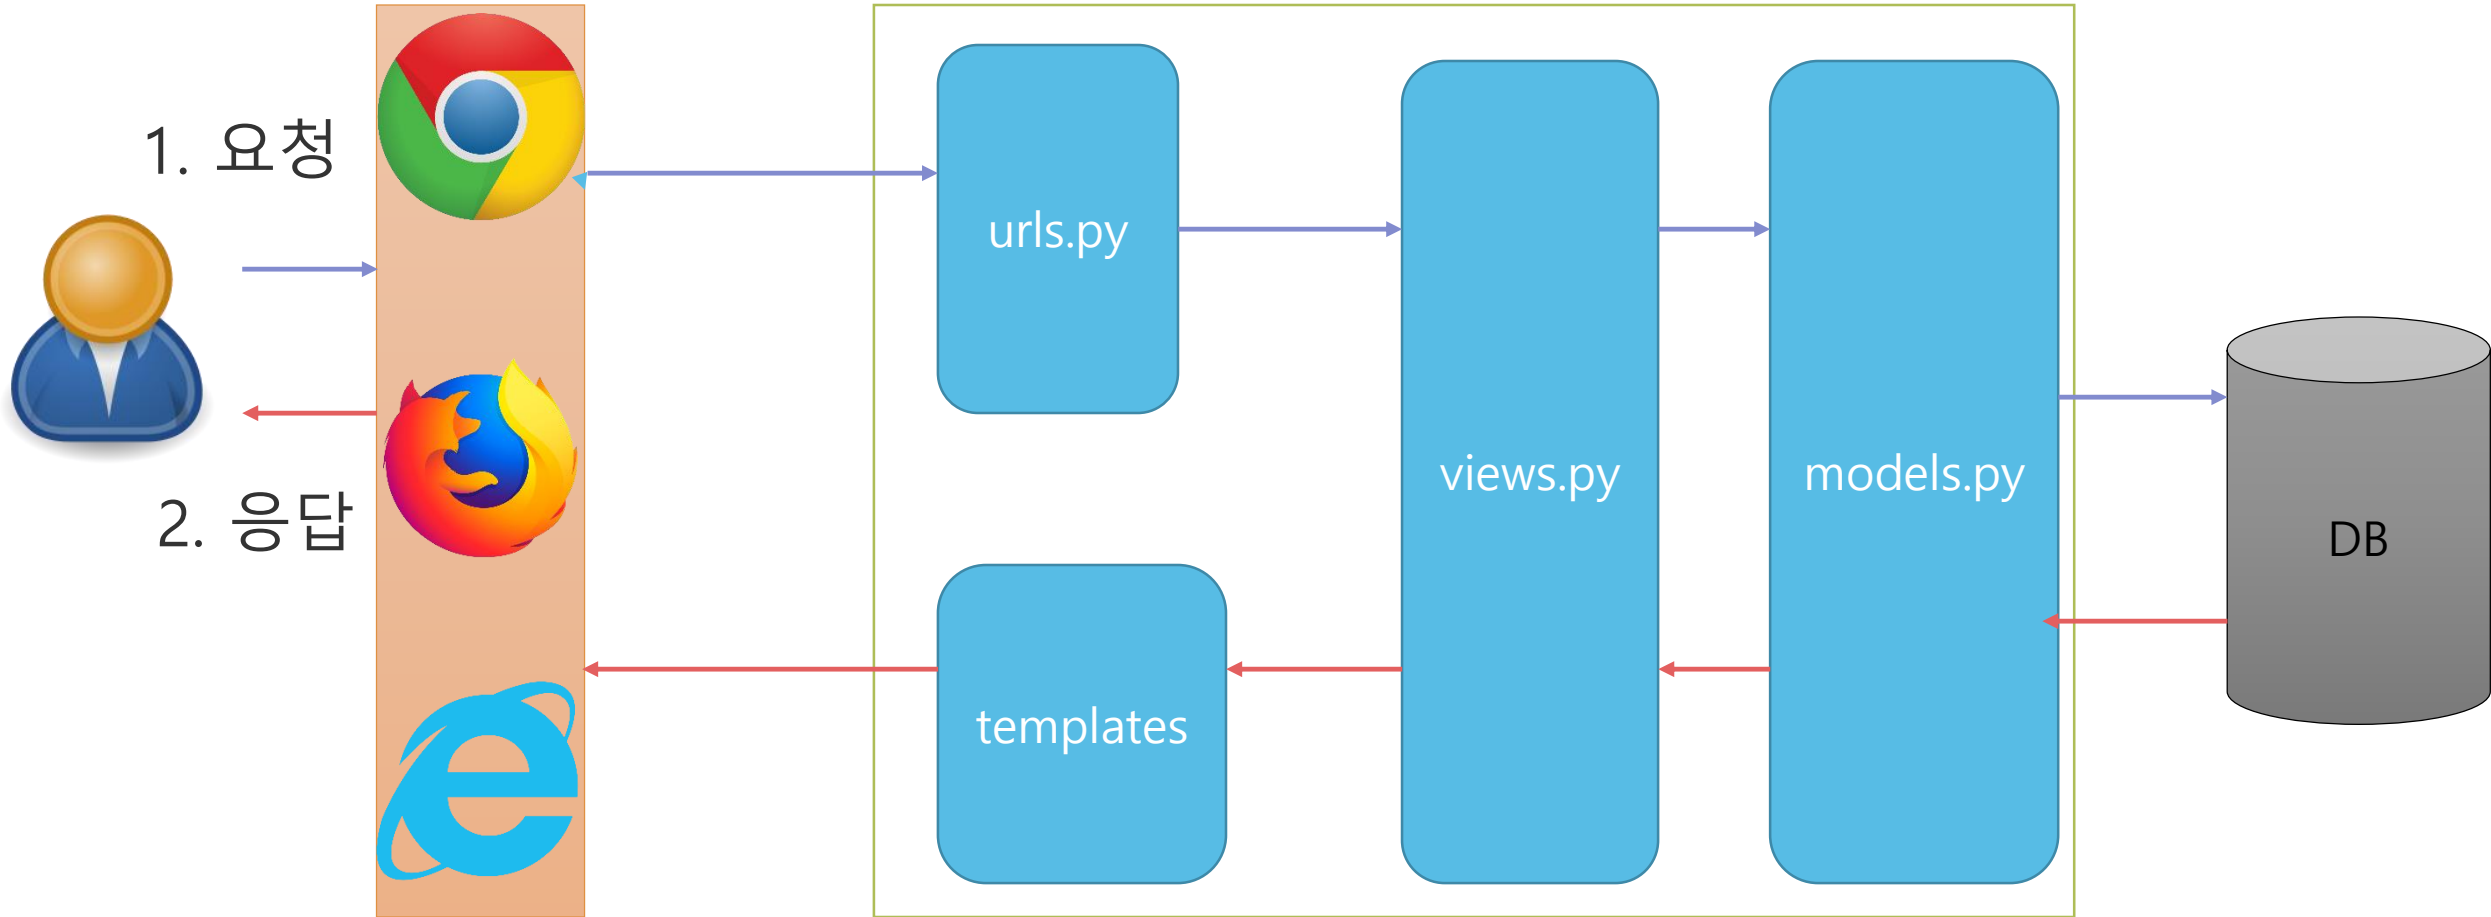 1. 요청
urls.py
views.py
models.py
2. 응답
DB
templates